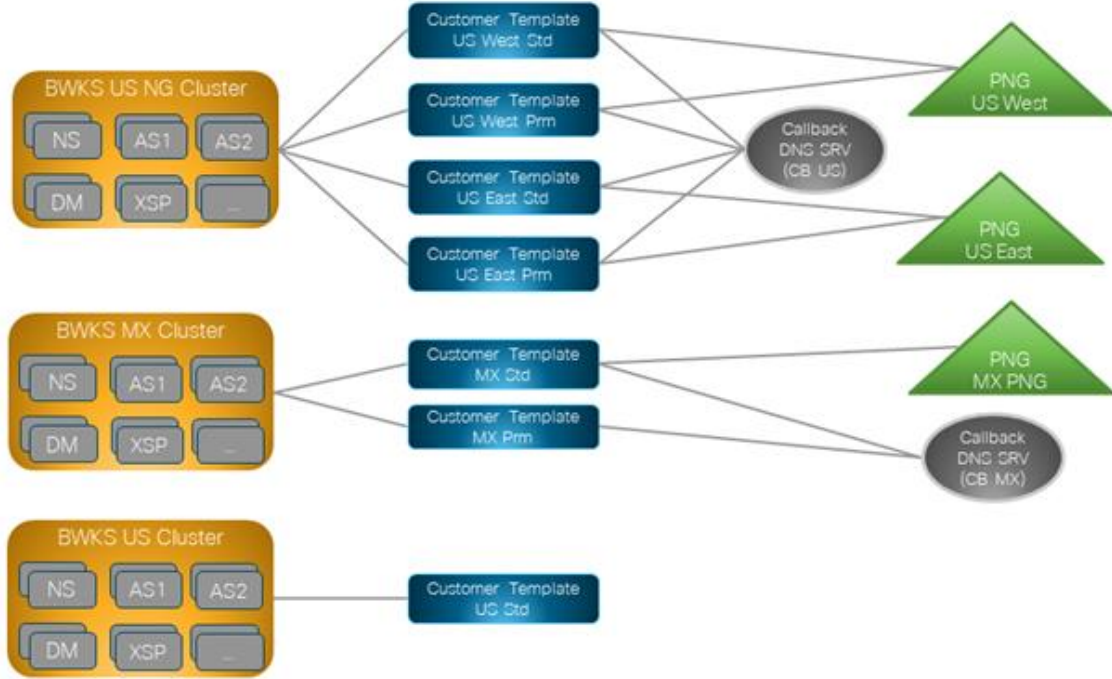 BWKS US NG Cluster
NS
AS1
AS2
DM
XSP
...
Customer Template
US West Std
Customer Template
US West Prm
Customer Template
US East Std
Customer Template
US East Prm
Callback
DNS SRV
(CB US)
PNG
US West
PNG
US East
BWKS MX Cluster
NS
AS1
AS2
DM
XSP
...
Customer Template
MX Std
Customer Template
MX Prm
PNG
MX PNG
Callback
DNS SRV
(CB MX)
BWKS US Cluster
NS
AS1
AS2
DM
XSP
...
Customer Template
US Std